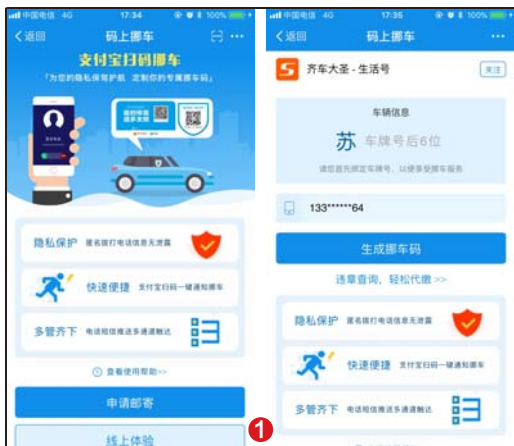 中国电信 4G 17:34 100%
返回 码上挪车
支付宝扫码挪车
「为您的隐私保驾护航 定制你的专属挪车码」
隐私保护 匿名拨打电话信息无泄露
快速便捷 支付宝扫码一键通知挪车
多管齐下 电话短信推送多通道触达
查看使用帮助>>
申请邮寄
线上体验
1
中国电信 4G 17:35 100%
返回 码上挪车
齐车大圣 - 生活号 关注
车辆信息
苏 车牌号后6位
请您首先绑定车牌号,以便享受挪车服务
133******64
生成挪车码
违章查询,轻松代缴 >>
隐私保护 匿名拨打电话信息无泄露
快速便捷 支付宝扫码一键通知挪车
多管齐下 电话短信推送多通道触达